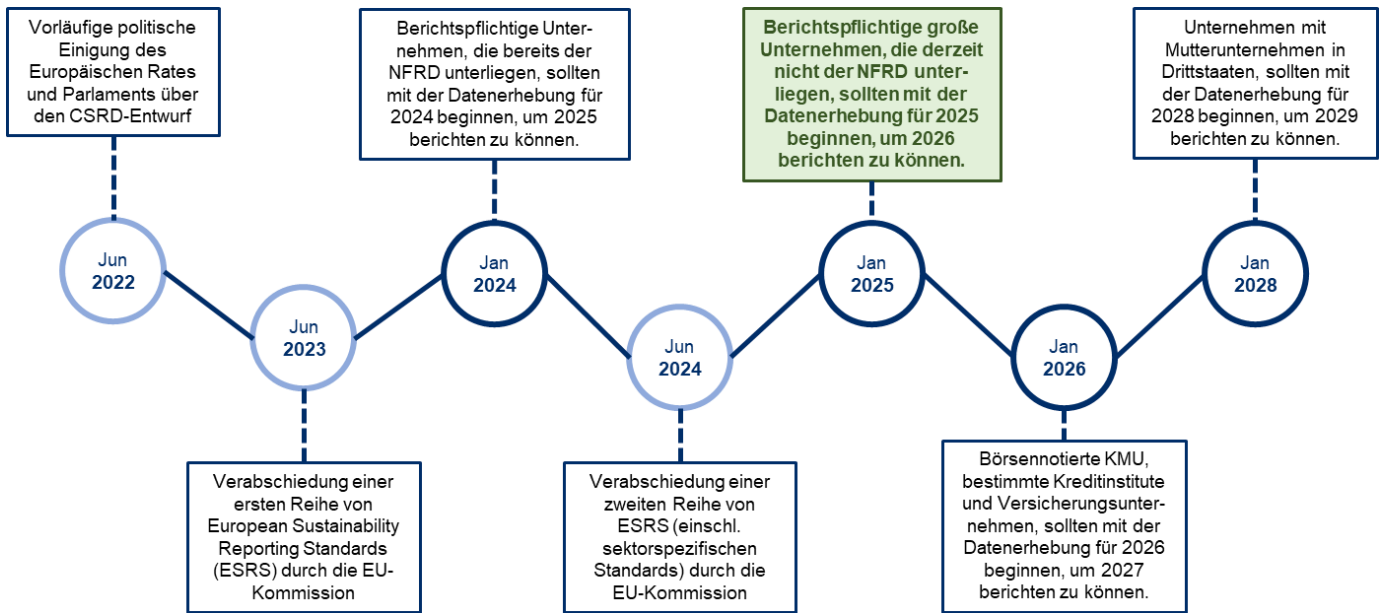 Vorläufige politische
Einigung des
Europäischen Rates
und Parlaments über
den CSRD-Entwurf
Berichtspflichtige Unter-
nehmen, die bereits der
NFRD unterliegen, sollten
mit der Datenerhebung für
2024 beginnen, um 2025
berichten zu können.
Berichtspflichtige große
Unternehmen, die derzeit
nicht der NFRD unter-
liegen, sollten mit der
Datenerhebung für 2025
beginnen, um 2026
berichten zu können.
Unternehmen mit
Mutterunternehmen in
Drittstaaten, sollten mit
der Datenerhebung für
2028 beginnen, um 2029
berichten zu können.
Jun
2022
Jun
2023
Jan
2024
Jun
2024
Jan
2025
Jan
2026
Jan
2028
Verabschiedung einer
ersten Reihe von
European Sustainability
Reporting Standards
(ESRS) durch die EU-
Kommission
Verabschiedung einer
zweiten Reihe von
ESRS (einschl.
sektorspezifischen
Standards) durch die
EU-Kommission
Börsennotierte KMU,
bestimmte Kreditinstitute
und Versicherungsunter-
nehmen, sollten mit der
Datenerhebung für 2026
beginnen, um 2027
berichten zu können.